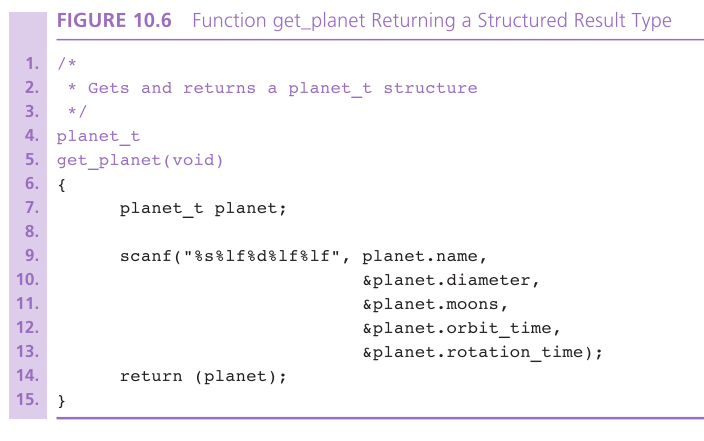 FIGURE 10.6 Function get_planet Returning a Structured Result Type
1. /*
2. * Gets and returns a planet_t structure
3. */
4. planet_t
5. get_planet(void)
6. {
7. planet_t planet;
8.
9. scanf("%s%lf%d%lf%lf", planet.name,
10. &planet.diameter,
11. &planet.moons,
12. &planet.orbit_time,
13. &planet.rotation_time);
14. return (planet);
15. }